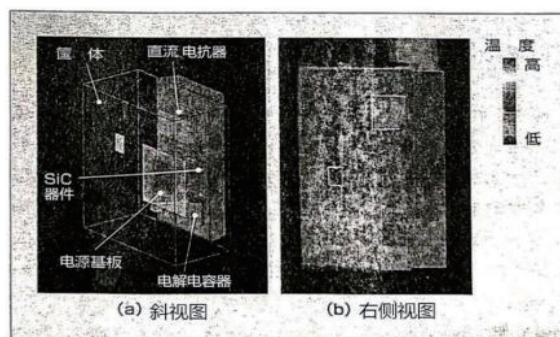 筐体
直流电抗器
SiC
器件
电源基板
电解电容器
(a) 斜视图
(b) 右侧视图
温度
高
低